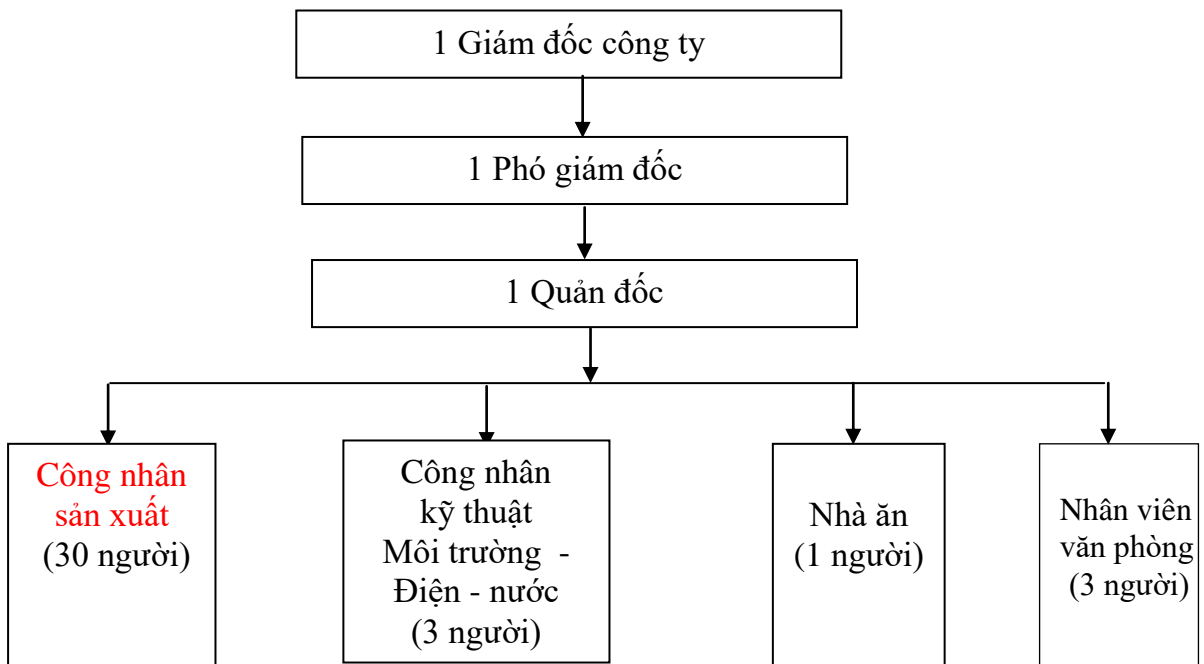 1 Giám đốc công ty
1 Phó giám đốc
1 Quản đốc
Công nhân
sản xuất
(30 người)
Công nhân
kỹ thuật
Môi trường -
Điện - nước
(3 người)
Nhà ăn
(1 người)
Nhân viên
văn phòng
(3 người)